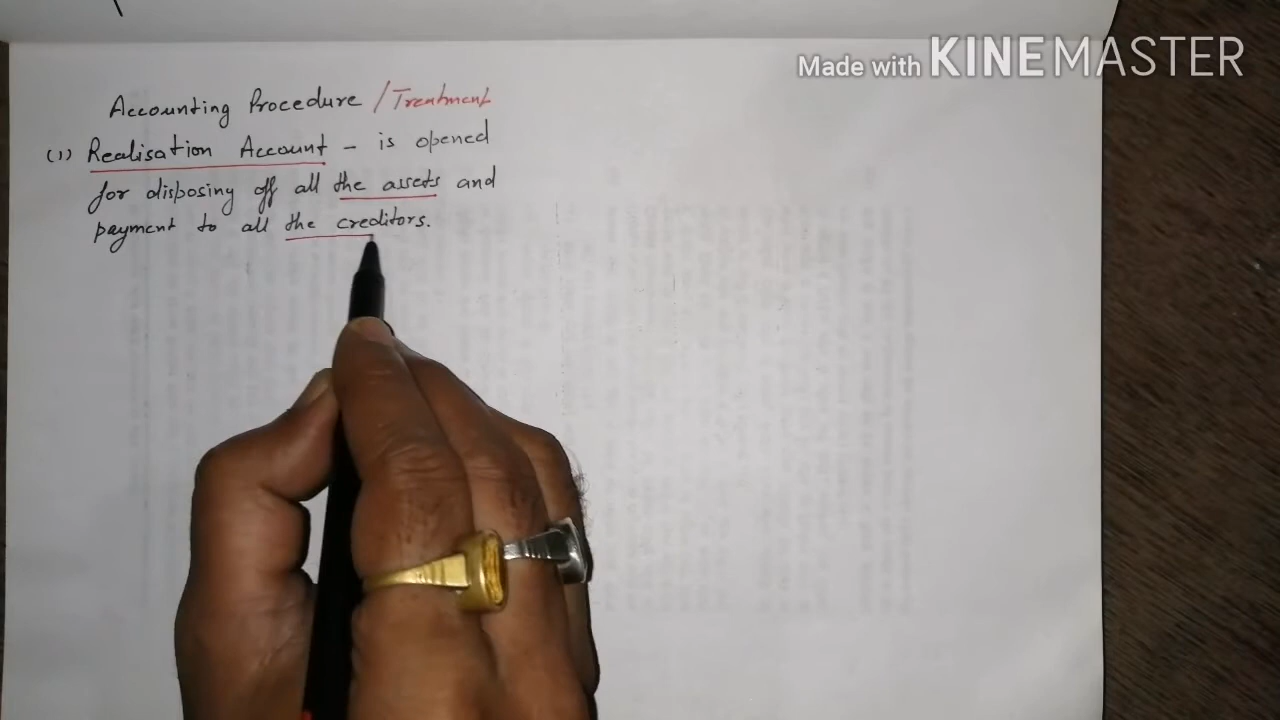 Made with KINEMASTER
Accounting Procedure / Treatment
(1) Realisation Account - is opened
for disposing off all the assets and
payment to all the creditors.